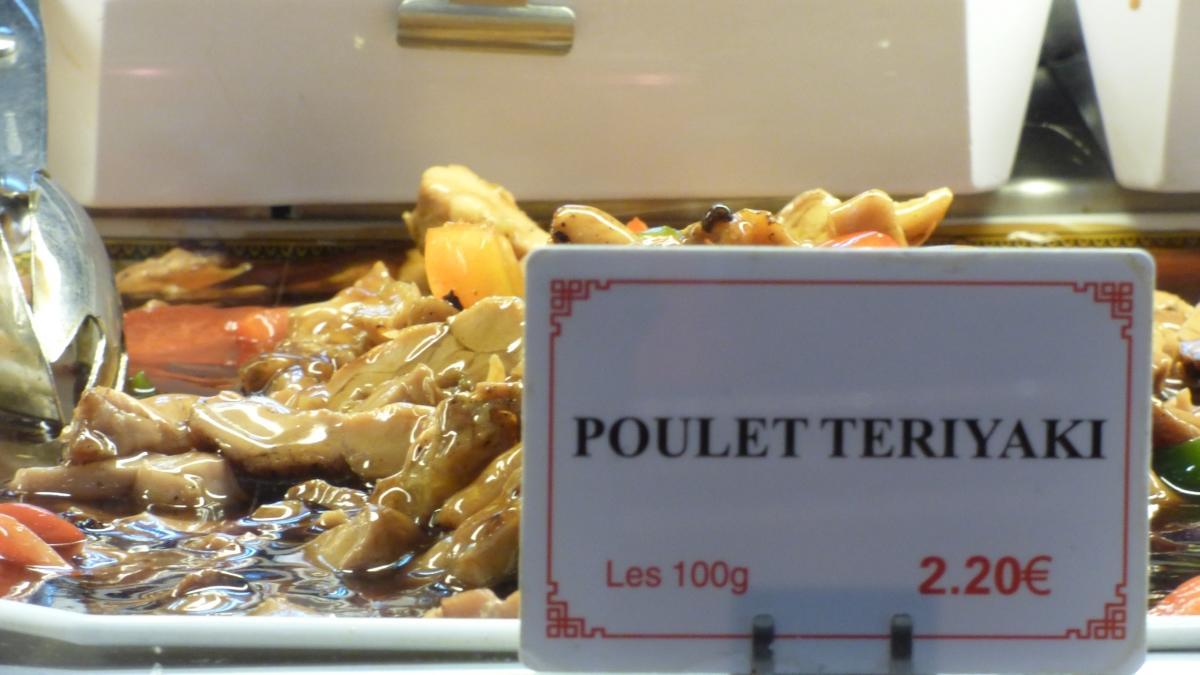 POULET TERIYAKI
Les 100g 2.20€